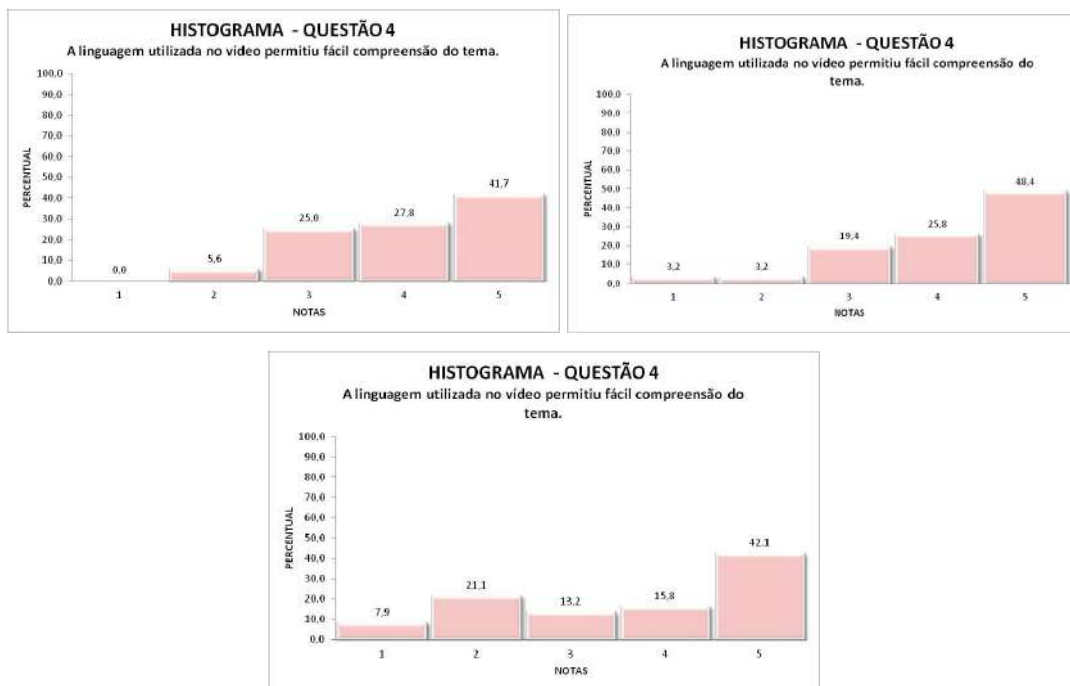 HISTOGRAMA - QUESTÃO 4
A linguagem utilizada no vídeo permitiu fácil compreensão do tema.
100,0
90,0
80,0
70,0
60,0
50,0
40,0
30,0
20,0
10,0
0,0
PERCENTUAL
0,0
5,6
25,0
27,8
41,7
1 2 3 4 5
NOTAS
HISTOGRAMA - QUESTÃO 4
A linguagem utilizada no vídeo permitiu fácil compreensão do
tema.
100,0
90,0
80,0
70,0
60,0
50,0
40,0
30,0
20,0
10,0
0,0
PERCENTUAL
3,2
3,2
19,4
25,8
48,4
1 2 3 4 5
NOTAS
HISTOGRAMA - QUESTÃO 4
A linguagem utilizada no vídeo permitiu fácil compreensão do
tema.
100,0
90,0
80,0
70,0
60,0
50,0
40,0
30,0
20,0
10,0
0,0
PERCENTUAL
7,9
21,1
13,2
15,8
42,1
1 2 3 4 5
NOTAS